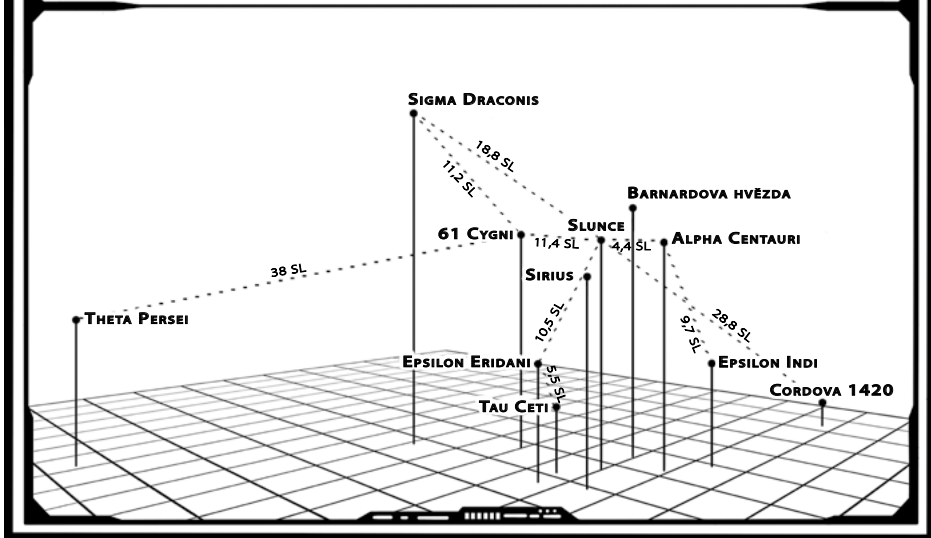 SIGMA DRACONIS
18,8 SL
11,2 SL
BARNARDOVA HVĚZDA
SLUNCE
61 CYGNI
11,4 SL
4,4 SL
ALPHA CENTAURI
38 SL
SIRIUS
THETA PERSEI
10,5 SL
9,7 SL
28,8 SL
EPSILON ERIDANI
5,5 SL
EPSILON INDI
CORDOVA 1420
TAU CETI